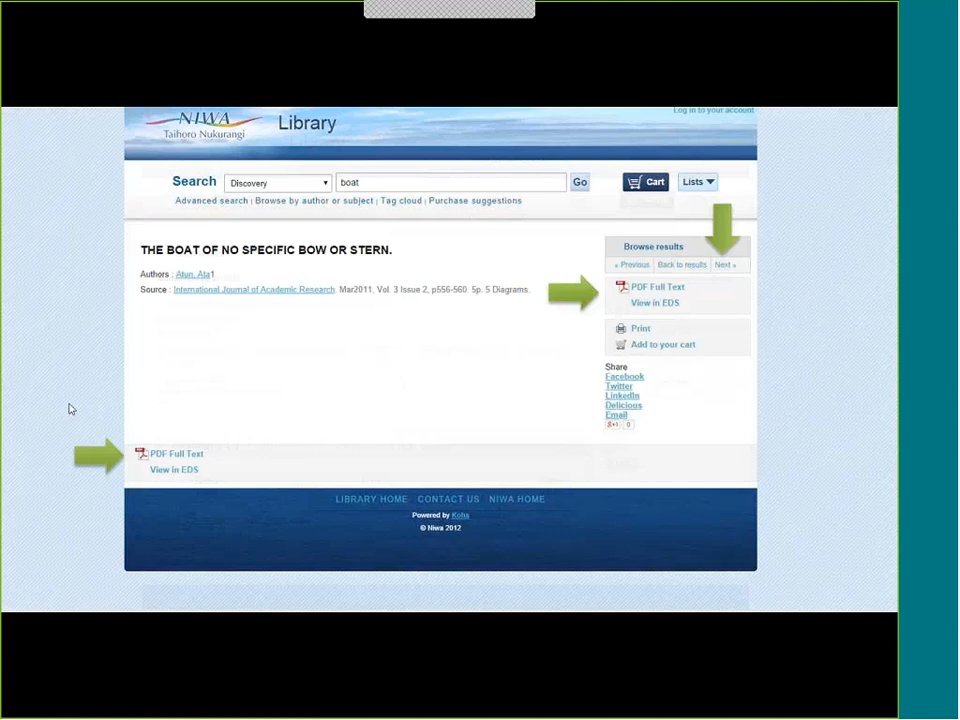 Log in to your account
NIWA
Taihoro Nukurangi
Library
Search
Discovery
boat
Go
Cart
Lists
Advanced search | Browse by author or subject | Tag cloud | Purchase suggestions
THE BOAT OF NO SPECIFIC BOW OR STERN.
Authors : Atun, Ata1
Source : International Journal of Academic Research. Mar2011, Vol. 3 Issue 2, p556-560. 5p. 5 Diagrams.
Browse results
« Previous Back to results Next »
PDF Full Text
View in EDS
Print
Add to your cart
Share
Facebook
Twitter
LinkedIn
Delicious
Email
g+1 0
PDF Full Text
View in EDS
LIBRARY HOME CONTACT US NIWA HOME
Powered by Koha
© Niwa 2012